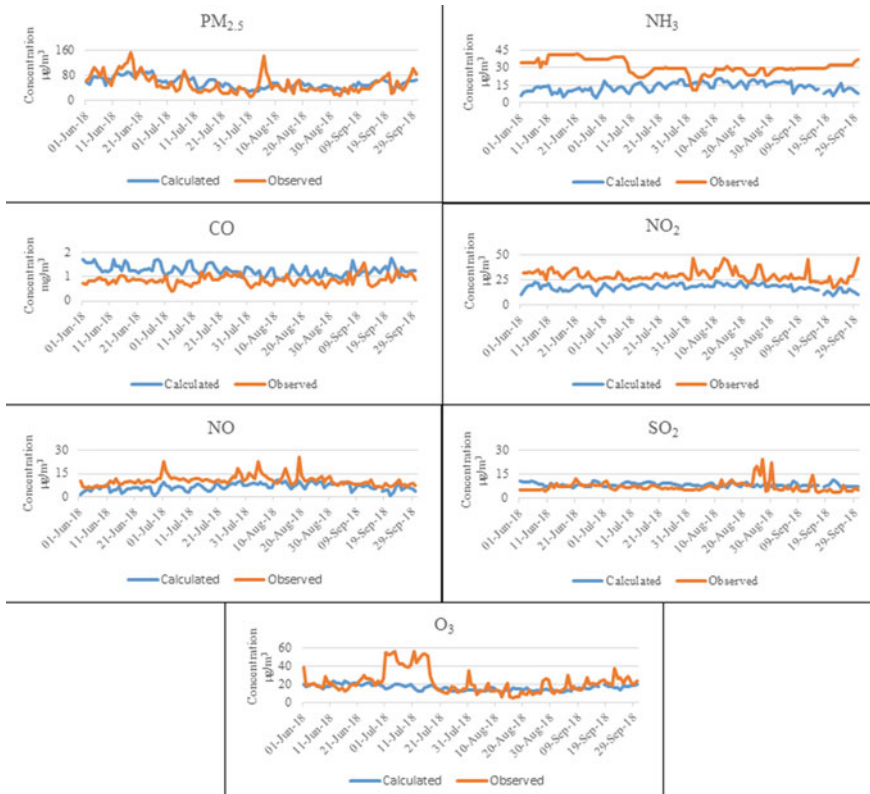 PM2.5
Concentration
µg/m³
160
80
0
01-Jun-18 11-Jun-18 21-Jun-18 01-Jul-18 11-Jul-18 21-Jul-18 31-Jul-18 10-Aug-18 20-Aug-18 30-Aug-18 09-Sep-18 19-Sep-18 29-Sep-18
Calculated Observed
NH3
Concentration
µg/m³
45
30
15
0
01-Jun-18 11-Jun-18 21-Jun-18 01-Jul-18 11-Jul-18 21-Jul-18 31-Jul-18 10-Aug-18 20-Aug-18 30-Aug-18 09-Sep-18 19-Sep-18 29-Sep-18
Calculated Observed
CO
Concentration
mg/m³
2
1
0
01-Jun-18 11-Jun-18 21-Jun-18 01-Jul-18 11-Jul-18 21-Jul-18 31-Jul-18 10-Aug-18 20-Aug-18 30-Aug-18 09-Sep-18 19-Sep-18 29-Sep-18
Calculated Observed
NO2
Concentration
µg/m³
50
25
0
01-Jun-18 11-Jun-18 21-Jun-18 01-Jul-18 11-Jul-18 21-Jul-18 31-Jul-18 10-Aug-18 20-Aug-18 30-Aug-18 09-Sep-18 19-Sep-18 29-Sep-18
Calculated Observed
NO
Concentration
µg/m³
30
15
0
01-Jun-18 11-Jun-18 21-Jun-18 01-Jul-18 11-Jul-18 21-Jul-18 31-Jul-18 10-Aug-18 20-Aug-18 30-Aug-18 09-Sep-18 19-Sep-18 29-Sep-18
Calculated Observed
SO2
Concentration
µg/m³
30
15
0
01-Jun-18 11-Jun-18 21-Jun-18 01-Jul-18 11-Jul-18 21-Jul-18 31-Jul-18 10-Aug-18 20-Aug-18 30-Aug-18 09-Sep-18 19-Sep-18 29-Sep-18
Calculated Observed
O3
Concentration
µg/m³
60
40
20
0
01-Jun-18 11-Jun-18 21-Jun-18 01-Jul-18 11-Jul-18 21-Jul-18 31-Jul-18 10-Aug-18 20-Aug-18 30-Aug-18 09-Sep-18 19-Sep-18 29-Sep-18
Calculated Observed